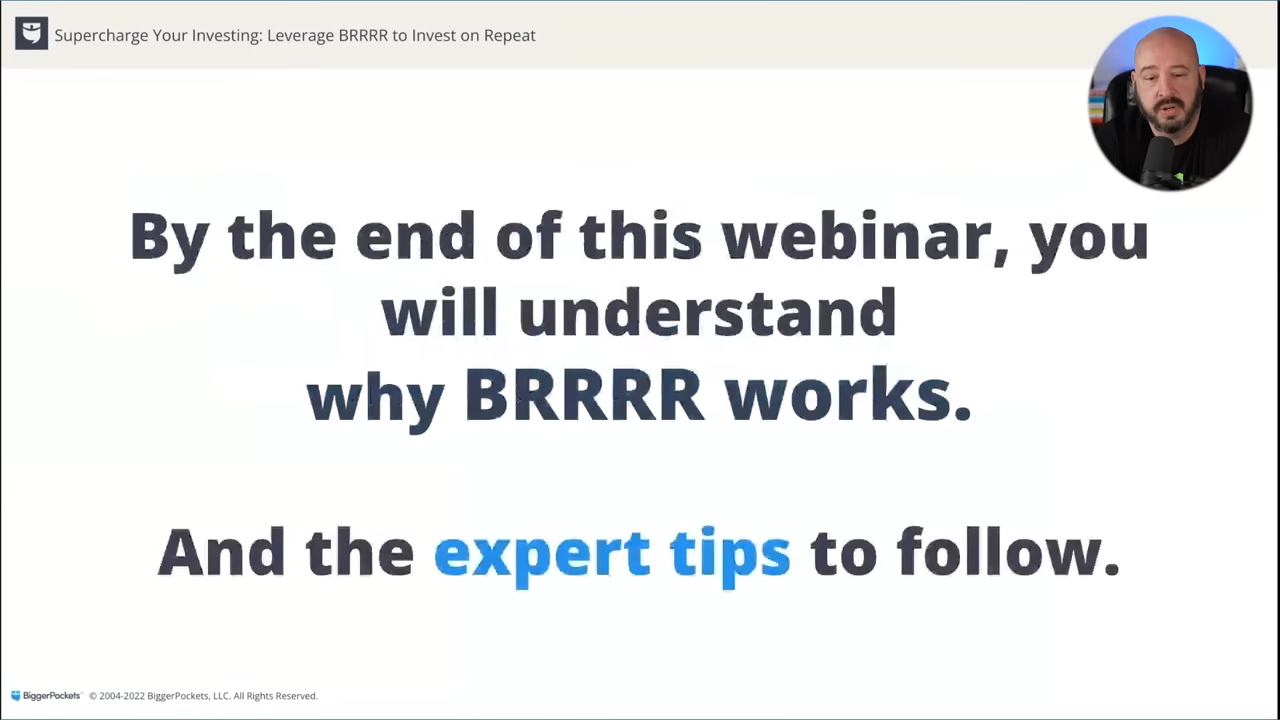 Supercharge Your Investing: Leverage BRRRR to Invest on Repeat
By the end of this webinar, you
will understand
why BRRRR works.
And the expert tips to follow.
BiggerPockets © 2004-2022 BiggerPockets, LLC. All Rights Reserved.